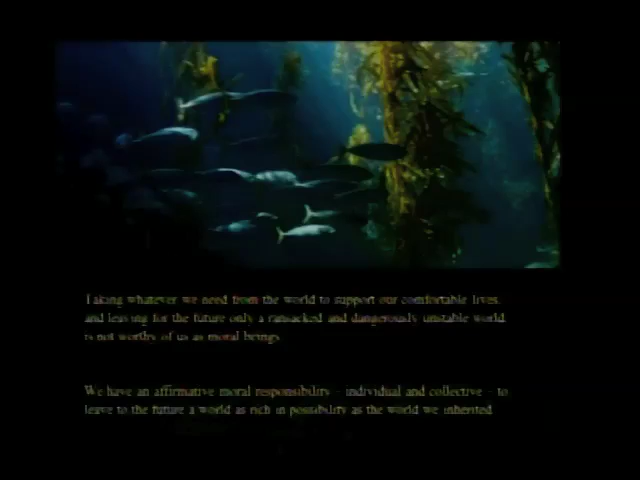 Taking whatever we need from the world to support our comfortable lives,
and leaving for the future only a ransacked and dangerously unstable world
is not worthy of us as moral beings.
We have an affirmative moral responsibility - individual and collective - to
leave to the future a world as rich in possibility as the world we inherited